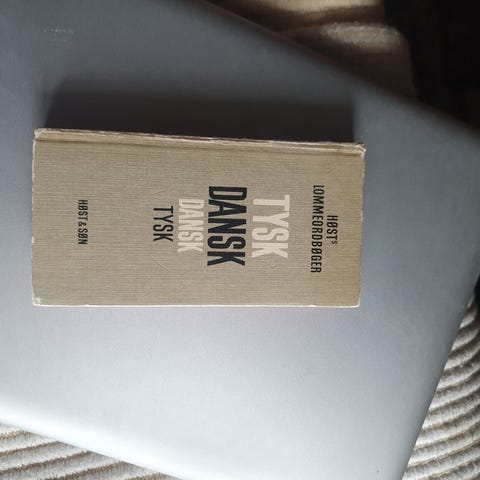 HØSTs
LOMMEORDBØGER
TYSK
DANSK
DANSK
TYSK
HØST & SØN